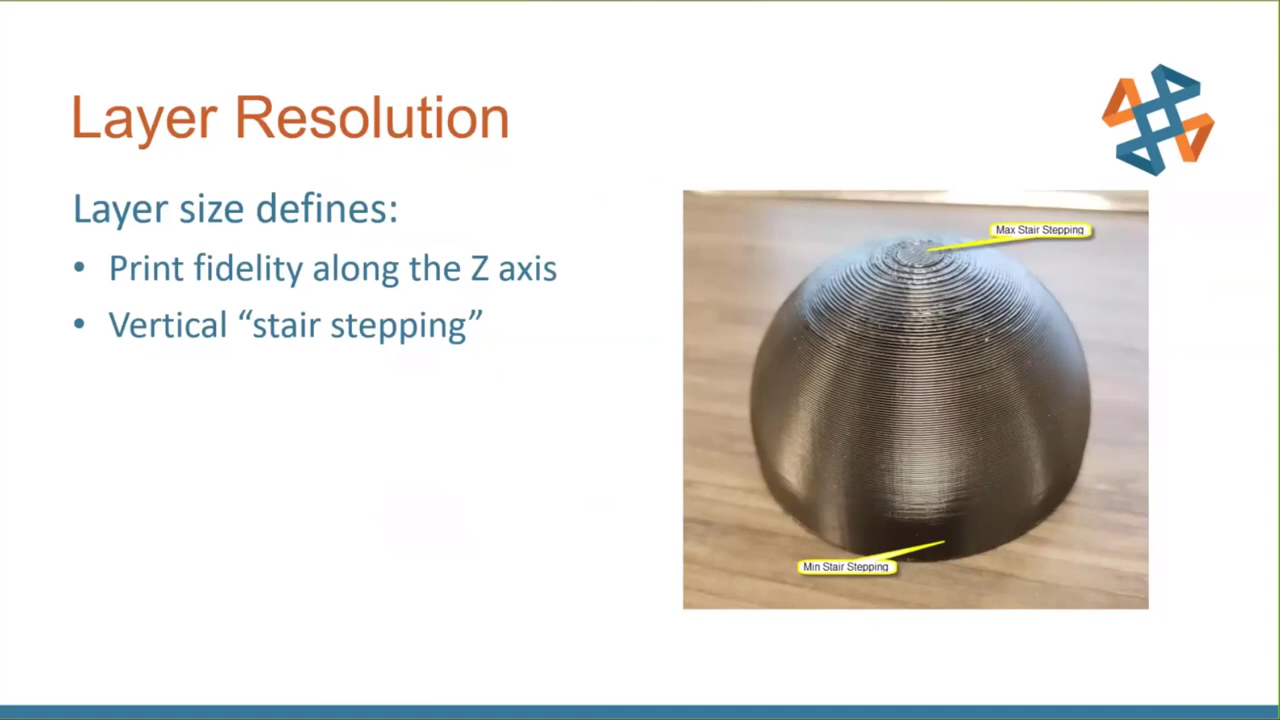 Layer Resolution
Layer size defines:
• Print fidelity along the Z axis
• Vertical “stair stepping”
Max Stair Stepping
Min Stair Stepping